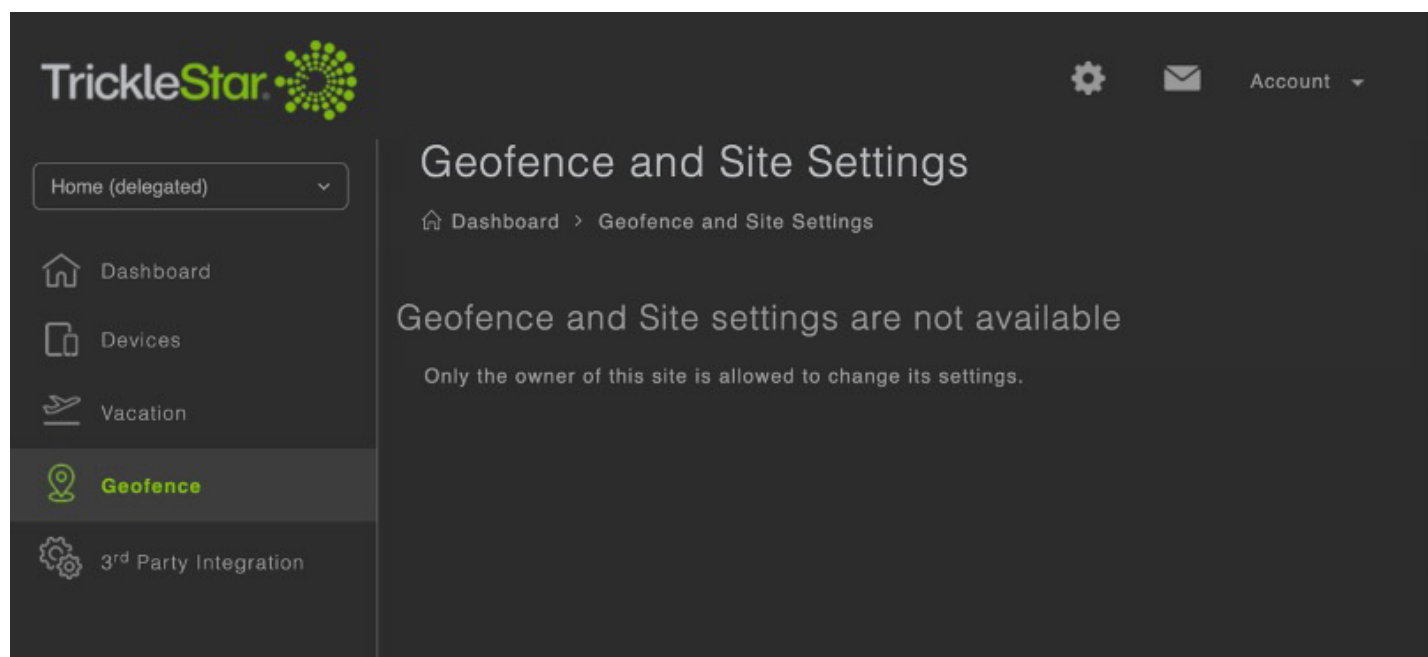 TrickleStar®
Account
Home (delegated)
Geofence and Site Settings
Dashboard > Geofence and Site Settings
Dashboard
Devices
Vacation
Geofence
3rd Party Integration
Geofence and Site settings are not available
Only the owner of this site is allowed to change its settings.